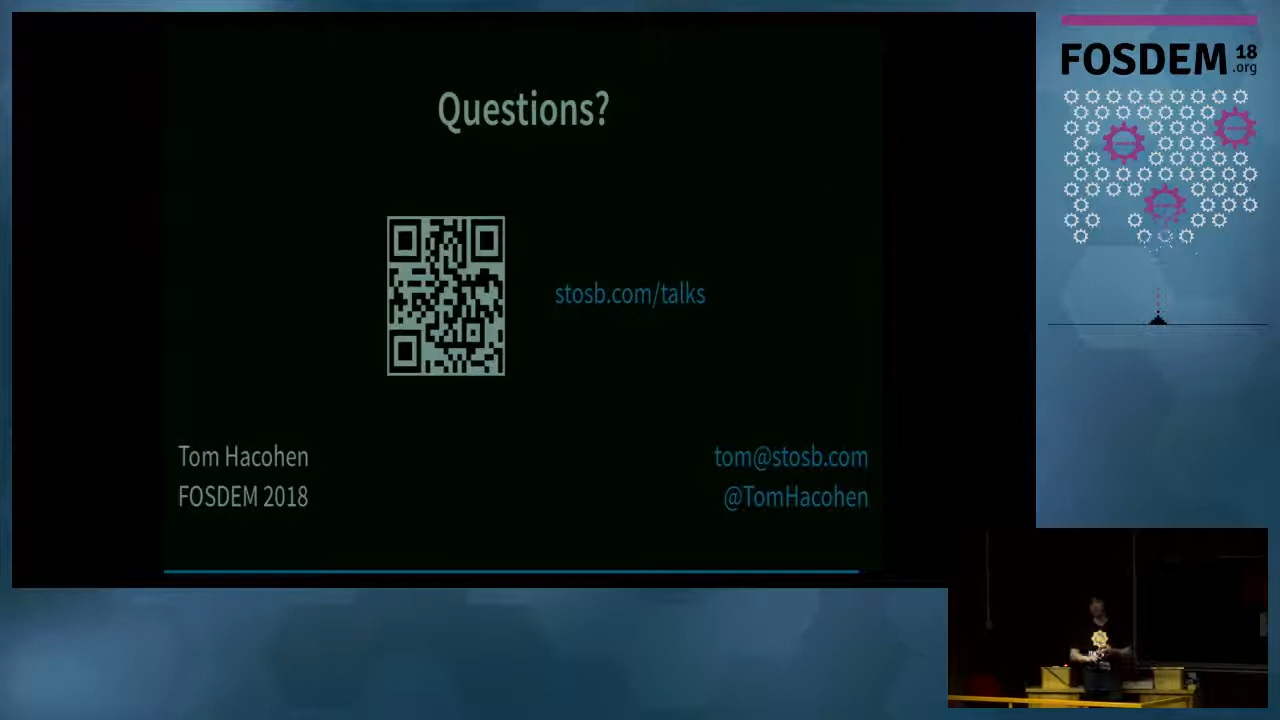 Questions?
stosb.com/talks
Tom Hacohen
FOSDEM 2018
tom@stosb.com
@TomHacohen
FOSDEM 18
.org